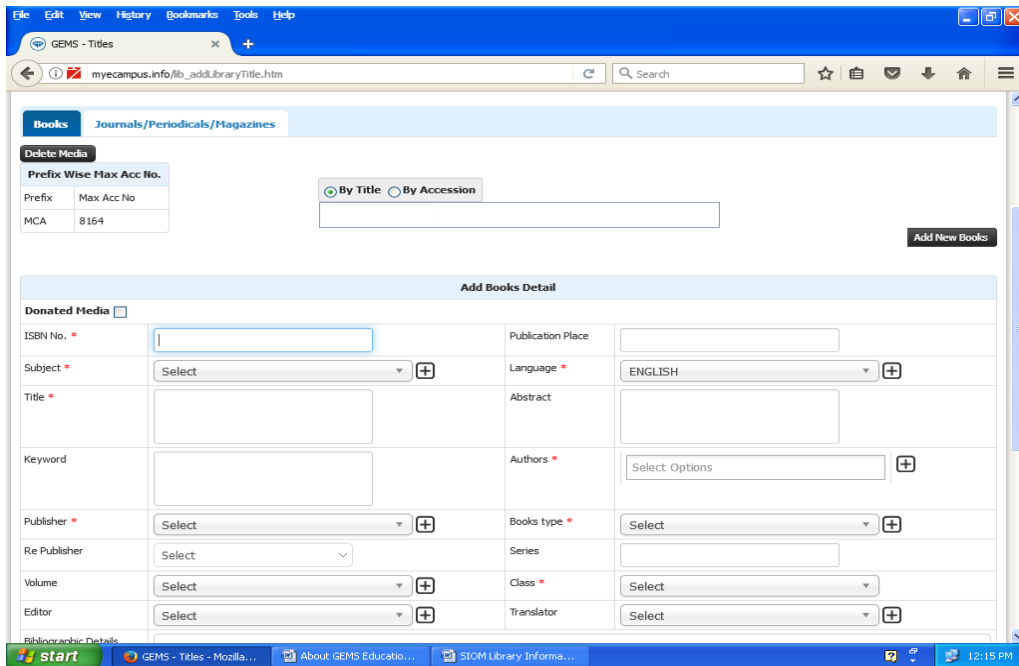 File Edit View History Bookmarks Tools Help
GEMS - Titles
myecampus.info/lib_addLibraryTitle.htm
Search
Books Journals/Periodicals/Magazines
Delete Media
Prefix Wise Max Acc No.
Prefix Max Acc No
MCA 8164
By Title By Accession
Add New Books
Add Books Detail
Donated Media
ISBN No. * Publication Place
Subject * Select Language * ENGLISH
Title * Abstract
Keyword Authors * Select Options
Publisher * Select Books type * Select
Re Publisher Select Series
Volume Select Class * Select
Editor Select Translator Select
Bibliographic Details
start GEMS - Titles - Mozilla... About GEMS Educatio... SIOM Library Informa... 12:15 PM